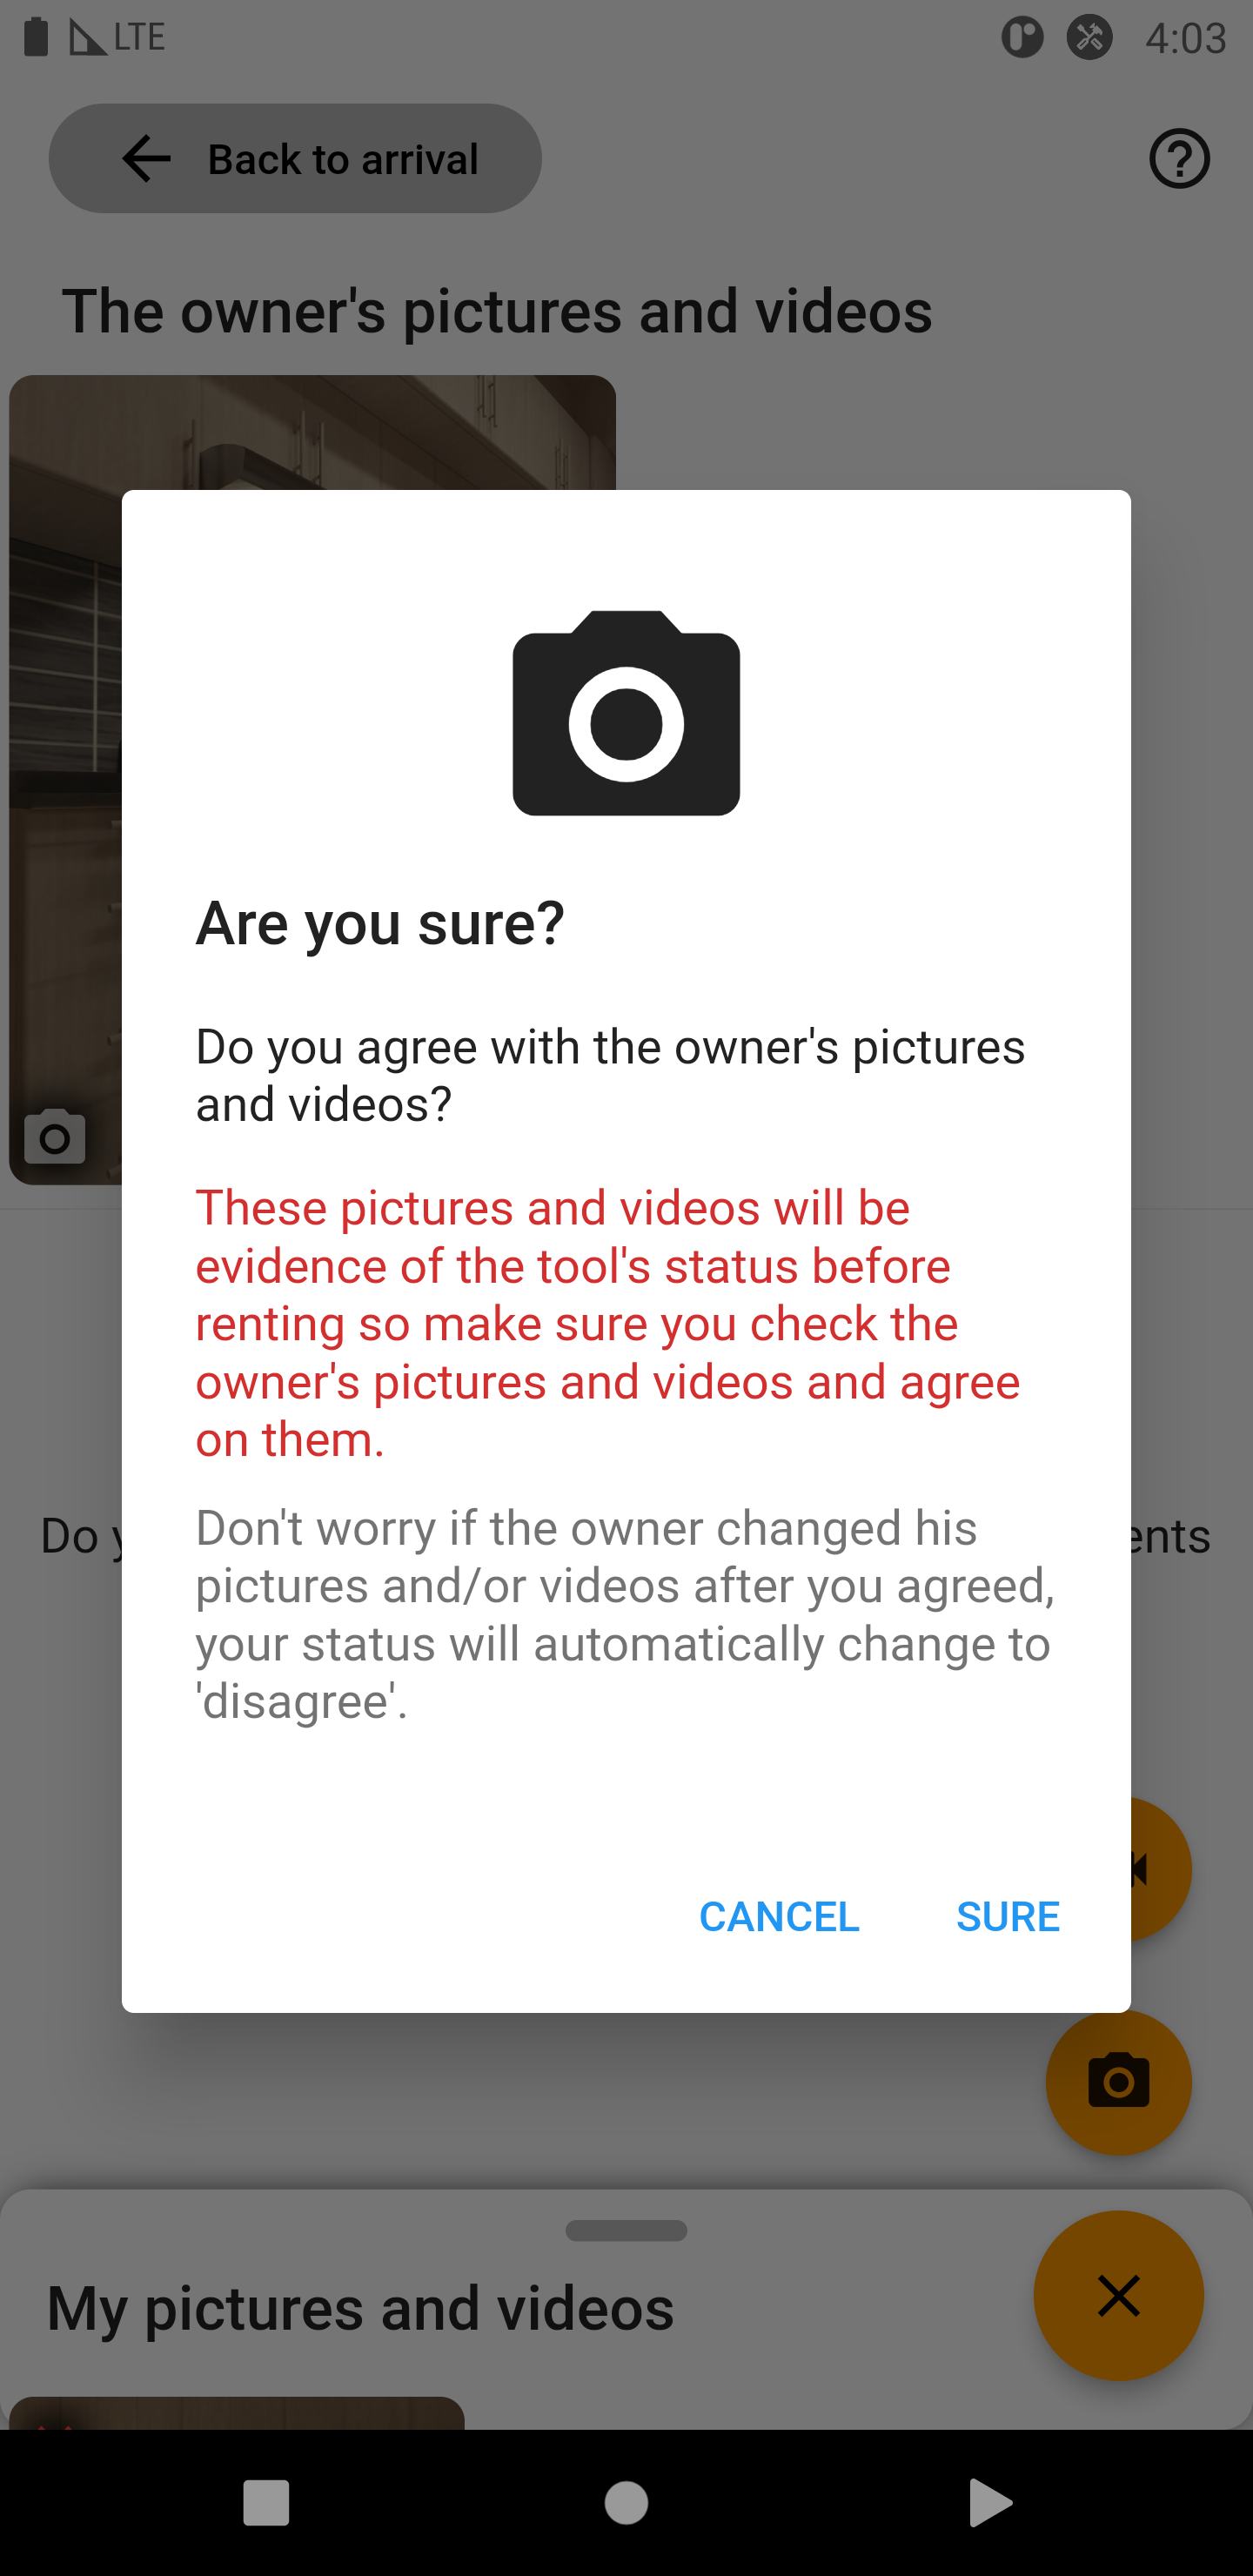 LTE
4:03
Back to arrival
The owner's pictures and videos
Are you sure?
Do you agree with the owner's pictures
and videos?
These pictures and videos will be
evidence of the tool's status before
renting so make sure you check the
owner's pictures and videos and agree
on them.
Don't worry if the owner changed his
pictures and/or videos after you agreed,
your status will automatically change to
'disagree'.
Do
CANCEL SURE
My pictures and videos